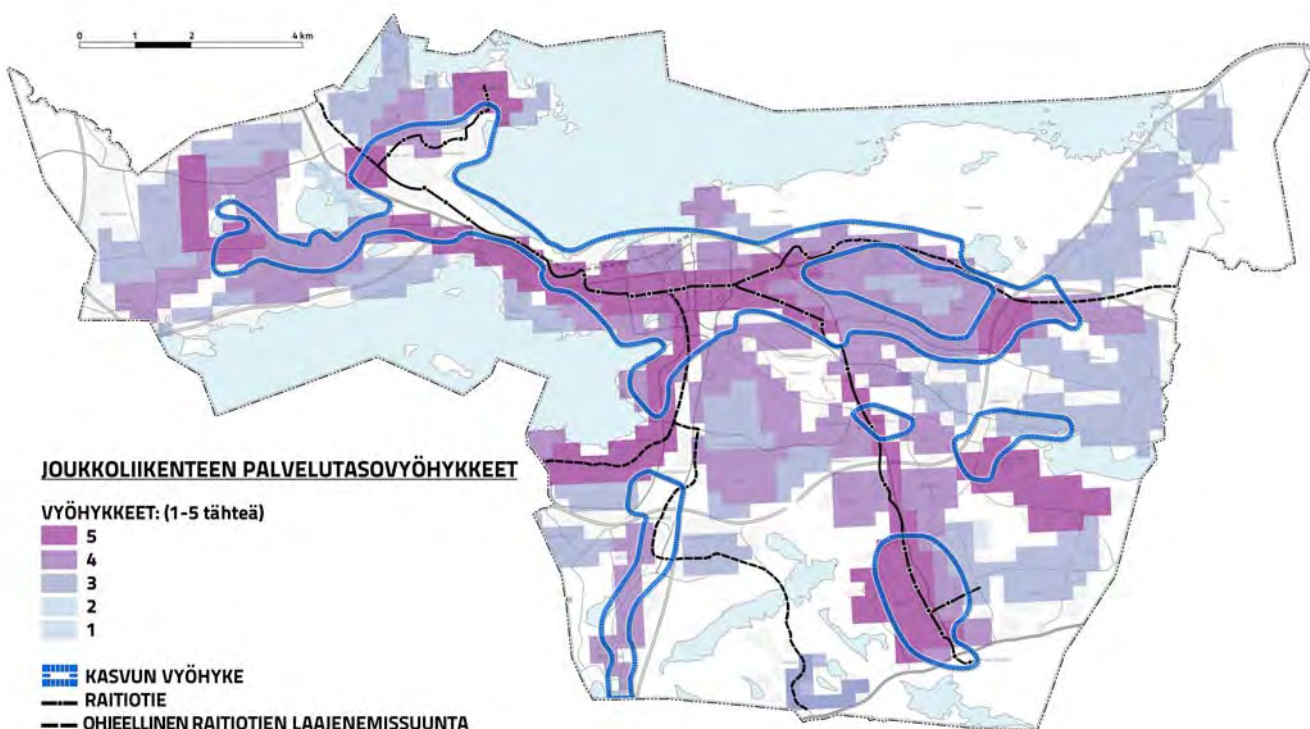 0 1 2 4 km
JOUKKOLIIKENTEEN PALVELUTASOVYÖHYKKEET
VYÖHYKKEET: (1-5 tähteä)
5
4
3
2
1
KASVUN VYÖHYKE
RAITIOTIE
OHJEELLINEN RAITIOTIEN LAAJENEMISSUUNTA